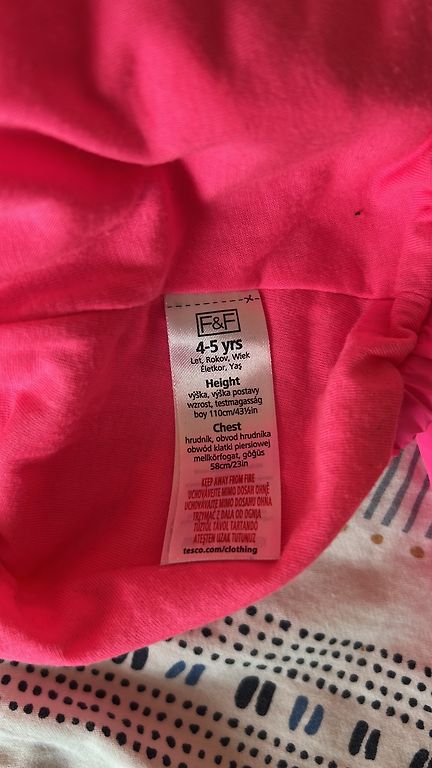 F&F
4-5 yrs
Let, Rokov, Wiek
Életkor, Yaş
Height
výška, výška postavy
wzrost, testmagasság
boy 110cm/43½in
Chest
hrudník, obvod hrudníka
obwód klatki piersiowej
mellkörfogat, göğüs
58cm/23in
KEEP AWAY FROM FIRE
UCHOVÁVEJTE MIMO DOSAH OHNĚ
UCHOVÁVAJTE MIMO DOSAHU OHŇA
TRZYMAĆ Z DALA OD OGNIA
TŰZTŐL TÁVOL TARTANDÓ
ATEŞTEN UZAK TUTUNUZ
tesco.com/clothing